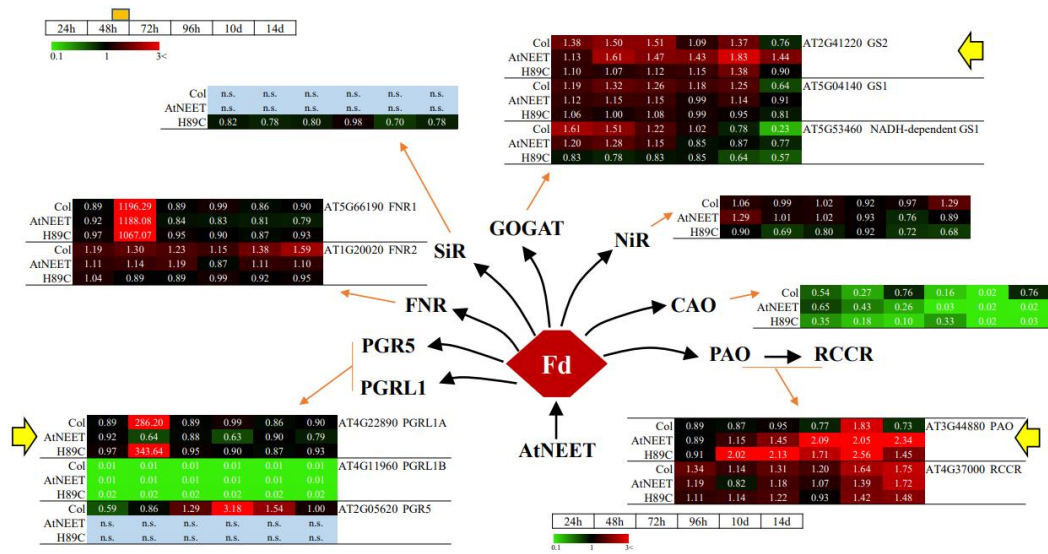 24h 48h 72h 96h 10d 14d
0.1 1 3<
Col n.s. n.s. n.s. n.s. n.s. n.s.
AtNEET n.s. n.s. n.s. n.s. n.s. n.s.
H89C 0.82 0.78 0.80 0.98 0.70 0.78
Col 1.38 1.50 1.51 1.09 1.37 0.76 AT2G41220 GS2
AtNEET 1.13 1.61 1.47 1.43 1.83 1.44
H89C 1.10 1.07 1.12 1.15 1.38 0.90
Col 1.19 1.32 1.26 1.18 1.25 0.64 AT5G04140 GS1
AtNEET 1.12 1.15 1.15 0.99 1.14 0.91
H89C 1.06 1.00 1.08 0.99 0.95 0.81
Col 1.61 1.51 1.22 1.02 0.78 0.23 AT5G53460 NADH-dependent GS1
AtNEET 1.20 1.28 1.15 0.85 0.87 0.77
H89C 0.83 0.78 0.83 0.85 0.64 0.57
Col 0.89 1196.29 0.89 0.99 0.86 0.90 AT5G66190 FNR1
AtNEET 0.92 1188.08 0.84 0.83 0.81 0.79
H89C 0.97 1067.07 0.95 0.90 0.87 0.93
Col 1.19 1.30 1.23 1.15 1.38 1.59 AT1G20020 FNR2
AtNEET 1.11 1.14 1.19 0.87 1.11 1.10
H89C 1.04 0.89 0.89 0.99 0.92 0.95
Col 1.06 0.99 1.02 0.92 0.97 1.29
AtNEET 1.29 1.01 1.02 0.93 0.76 0.89
H89C 0.90 0.69 0.80 0.92 0.72 0.68
SiR
GOGAT
NiR
FNR
CAO
Col 0.54 0.27 0.76 0.16 0.02 0.76
AtNEET 0.65 0.43 0.26 0.03 0.02 0.02
H89C 0.35 0.18 0.10 0.33 0.02 0.03
PGR5
PGRL1
Fd
PAO RCCR
AtNEET
Col 0.89 286.20 0.89 0.99 0.86 0.90 AT4G22890 PGRL1A
AtNEET 0.92 0.64 0.88 0.63 0.90 0.79
H89C 0.97 343.64 0.95 0.90 0.87 0.93
Col 0.01 0.01 0.01 0.01 0.01 0.01 AT4G11960 PGRL1B
AtNEET 0.01 0.01 0.01 0.01 0.01 0.01
H89C 0.02 0.02 0.02 0.02 0.02 0.02
Col 0.59 0.86 1.29 3.18 1.54 1.00 AT2G05620 PGR5
AtNEET n.s. n.s. n.s. n.s. n.s. n.s.
H89C n.s. n.s. n.s. n.s. n.s. n.s.
Col 0.89 0.87 0.95 0.77 1.83 0.73 AT3G44880 PAO
AtNEET 0.89 1.15 1.45 2.09 2.05 2.34
H89C 0.91 2.02 2.13 1.71 2.56 1.45
Col 1.34 1.14 1.31 1.20 1.64 1.75 AT4G37000 RCCR
AtNEET 1.19 0.82 1.18 1.07 1.39 1.72
H89C 1.11 1.14 1.22 0.93 1.42 1.48
24h 48h 72h 96h 10d 14d
0.1 1 3<